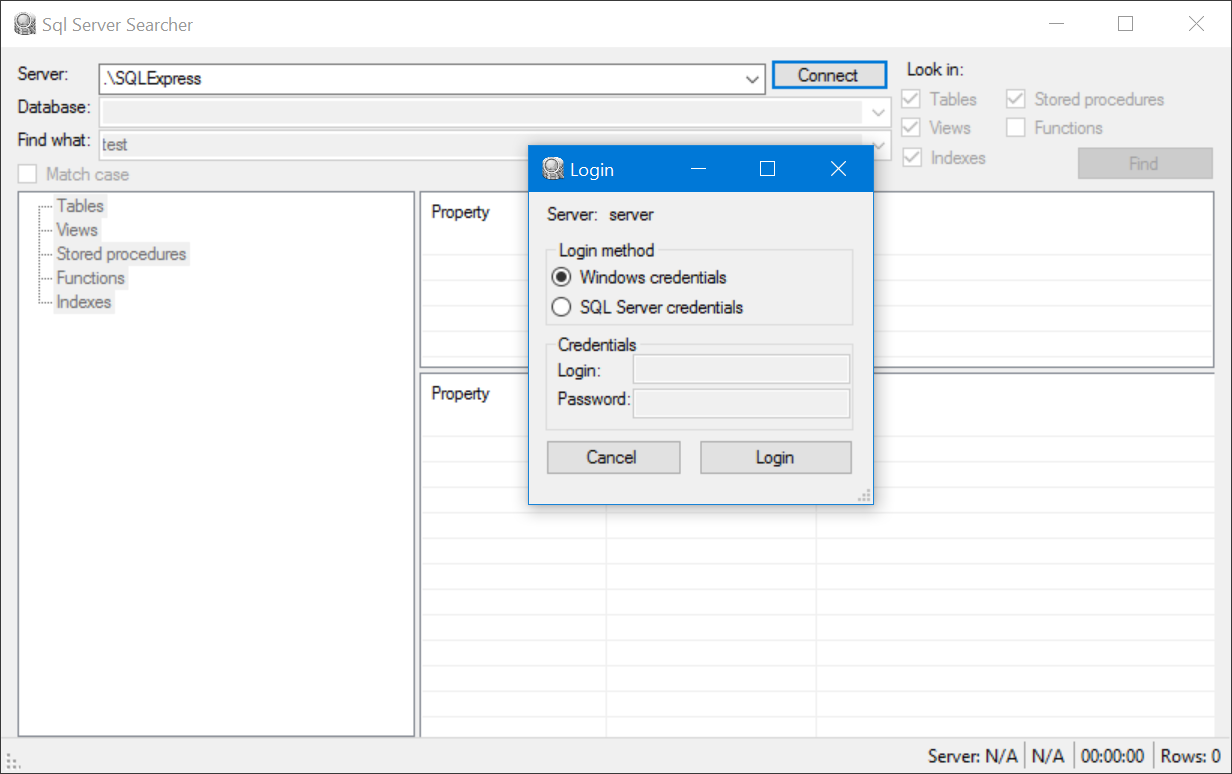 Sql Server Searcher
Server: .\SQLExpress Connect Look in:
Database: Tables Stored procedures
Find what: test Views Functions
Match case Indexes Find
Tables
Views
Stored procedures
Functions
Indexes
Property
Property
Login
Server: server
Login method
Windows credentials
SQL Server credentials
Credentials
Login:
Password:
Cancel Login
Server: N/A N/A 00:00:00 Rows: 0